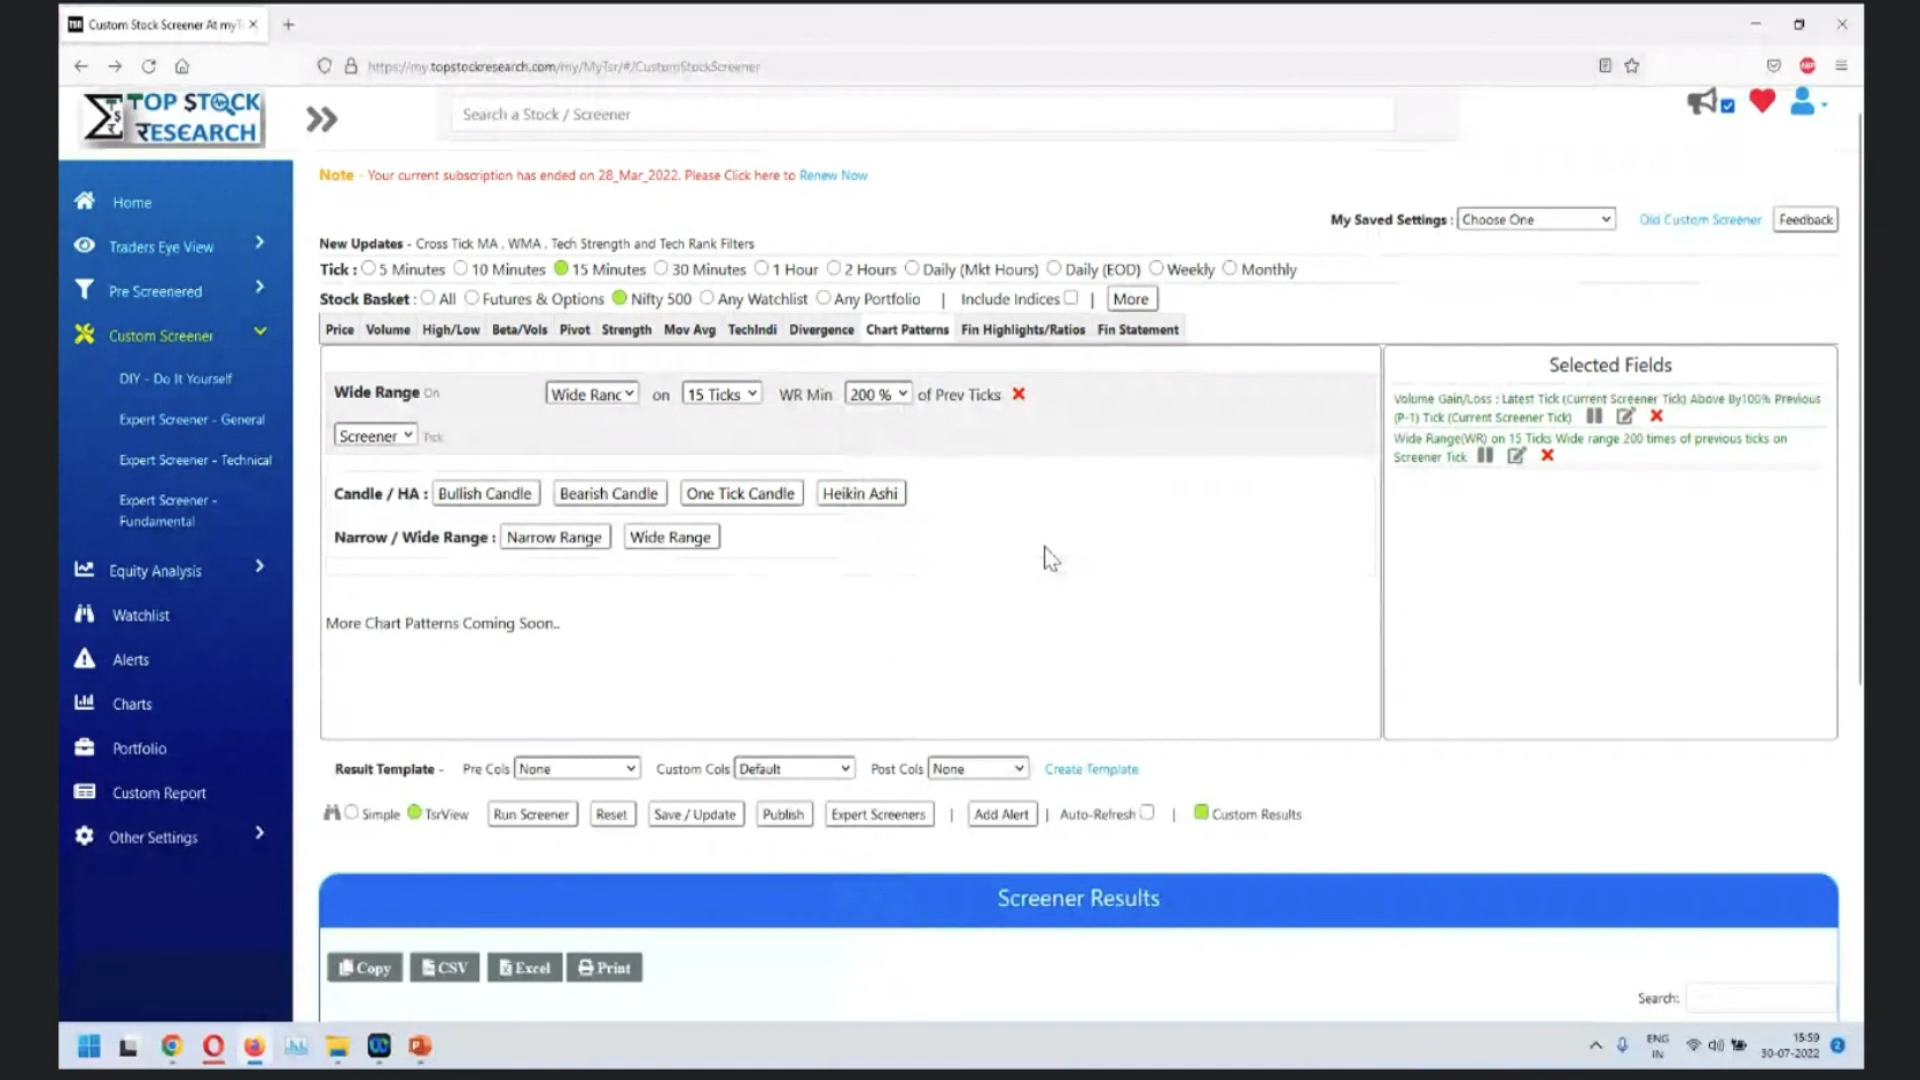 Custom Stock Screener At myT
https://my.topstockresearch.com/my/MyTsr/#/CustomStockScreener
TOP STOCK
RESEARCH
Search a Stock / Screener
Note - Your current subscription has ended on 28_Mar_2022. Please Click here to Renew Now
My Saved Settings : Choose One Old Custom Screener Feedback
New Updates - Cross Tick MA , WMA , Tech Strength and Tech Rank Filters
Tick : 5 Minutes 10 Minutes 15 Minutes 30 Minutes 1 Hour 2 Hours Daily (Mkt Hours) Daily (EOD) Weekly Monthly
Stock Basket : All Futures & Options Nifty 500 Any Watchlist Any Portfolio | Include Indices | More
Price Volume High/Low Beta/Vols Pivot Strength Mov Avg TechIndi Divergence Chart Patterns Fin Highlights/Ratios Fin Statement
Home
Traders Eye View
Pre Screenered
Custom Screener
DIY - Do It Yourself
Expert Screener - General
Expert Screener - Technical
Expert Screener -
Fundamental
Equity Analysis
Watchlist
Alerts
Charts
Portfolio
Custom Report
Other Settings
Wide Range On Wide Ranc on 15 Ticks WR Min 200 % of Prev Ticks
Screener Tick
Candle / HA : Bullish Candle Bearish Candle One Tick Candle Heikin Ashi
Narrow / Wide Range : Narrow Range Wide Range
More Chart Patterns Coming Soon..
Selected Fields
Volume Gain/Loss : Latest Tick (Current Screener Tick) Above By100% Previous
(P-1) Tick (Current Screener Tick)
Wide Range(WR) on 15 Ticks Wide range 200 times of previous ticks on
Screener Tick
Result Template - Pre Cols None Custom Cols Default Post Cols None Create Template
Simple TsrView Run Screener Reset Save / Update Publish Expert Screeners | Add Alert | Auto-Refresh | Custom Results
Screener Results
Copy CSV Excel Print
Search:
ENG
IN
15:59
30-07-2022
2